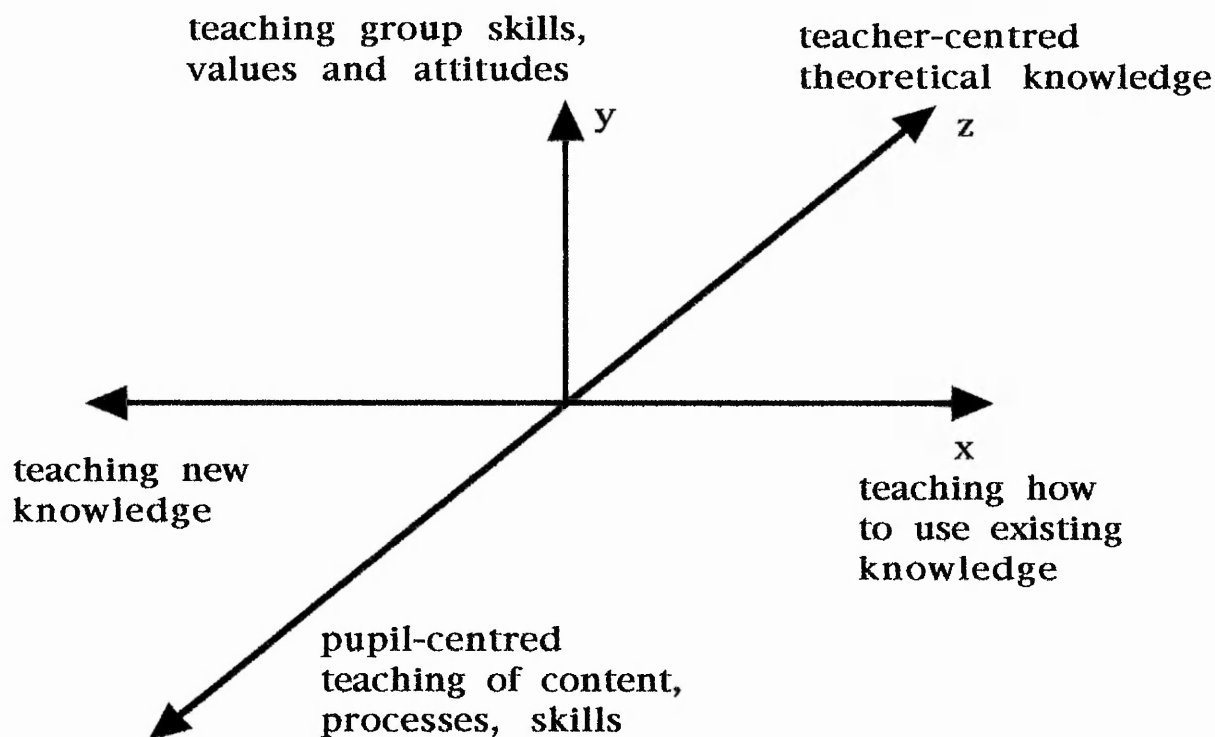 teaching group skills,
values and attitudes
teacher-centred
theoretical knowledge
y
z
teaching new
knowledge
x
teaching how
to use existing
knowledge
pupil-centred
teaching of content,
processes, skills